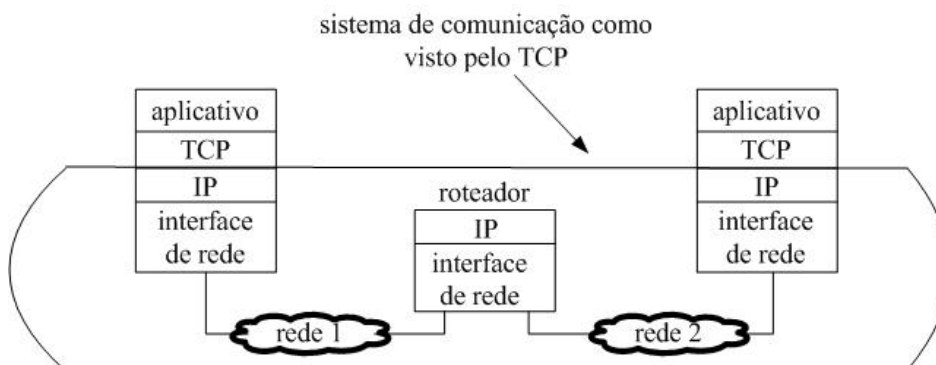 sistema de comunicação como
visto pelo TCP
aplicativo
TCP
IP
interface
de rede
roteador
IP
interface
de rede
aplicativo
TCP
IP
interface
de rede
rede 1
rede 2